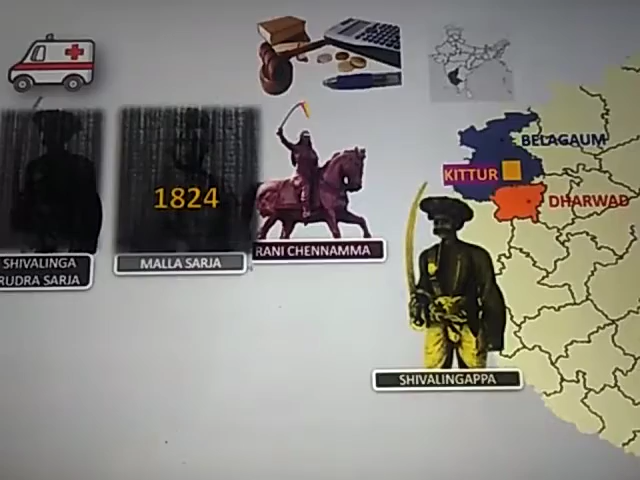 BELAGAUM
KITTUR
DHARWAD
1824
SHIVALINGA
RUDRA SARJA
MALLA SARJA
RANI CHENNAMMA
SHIVALINGAPPA